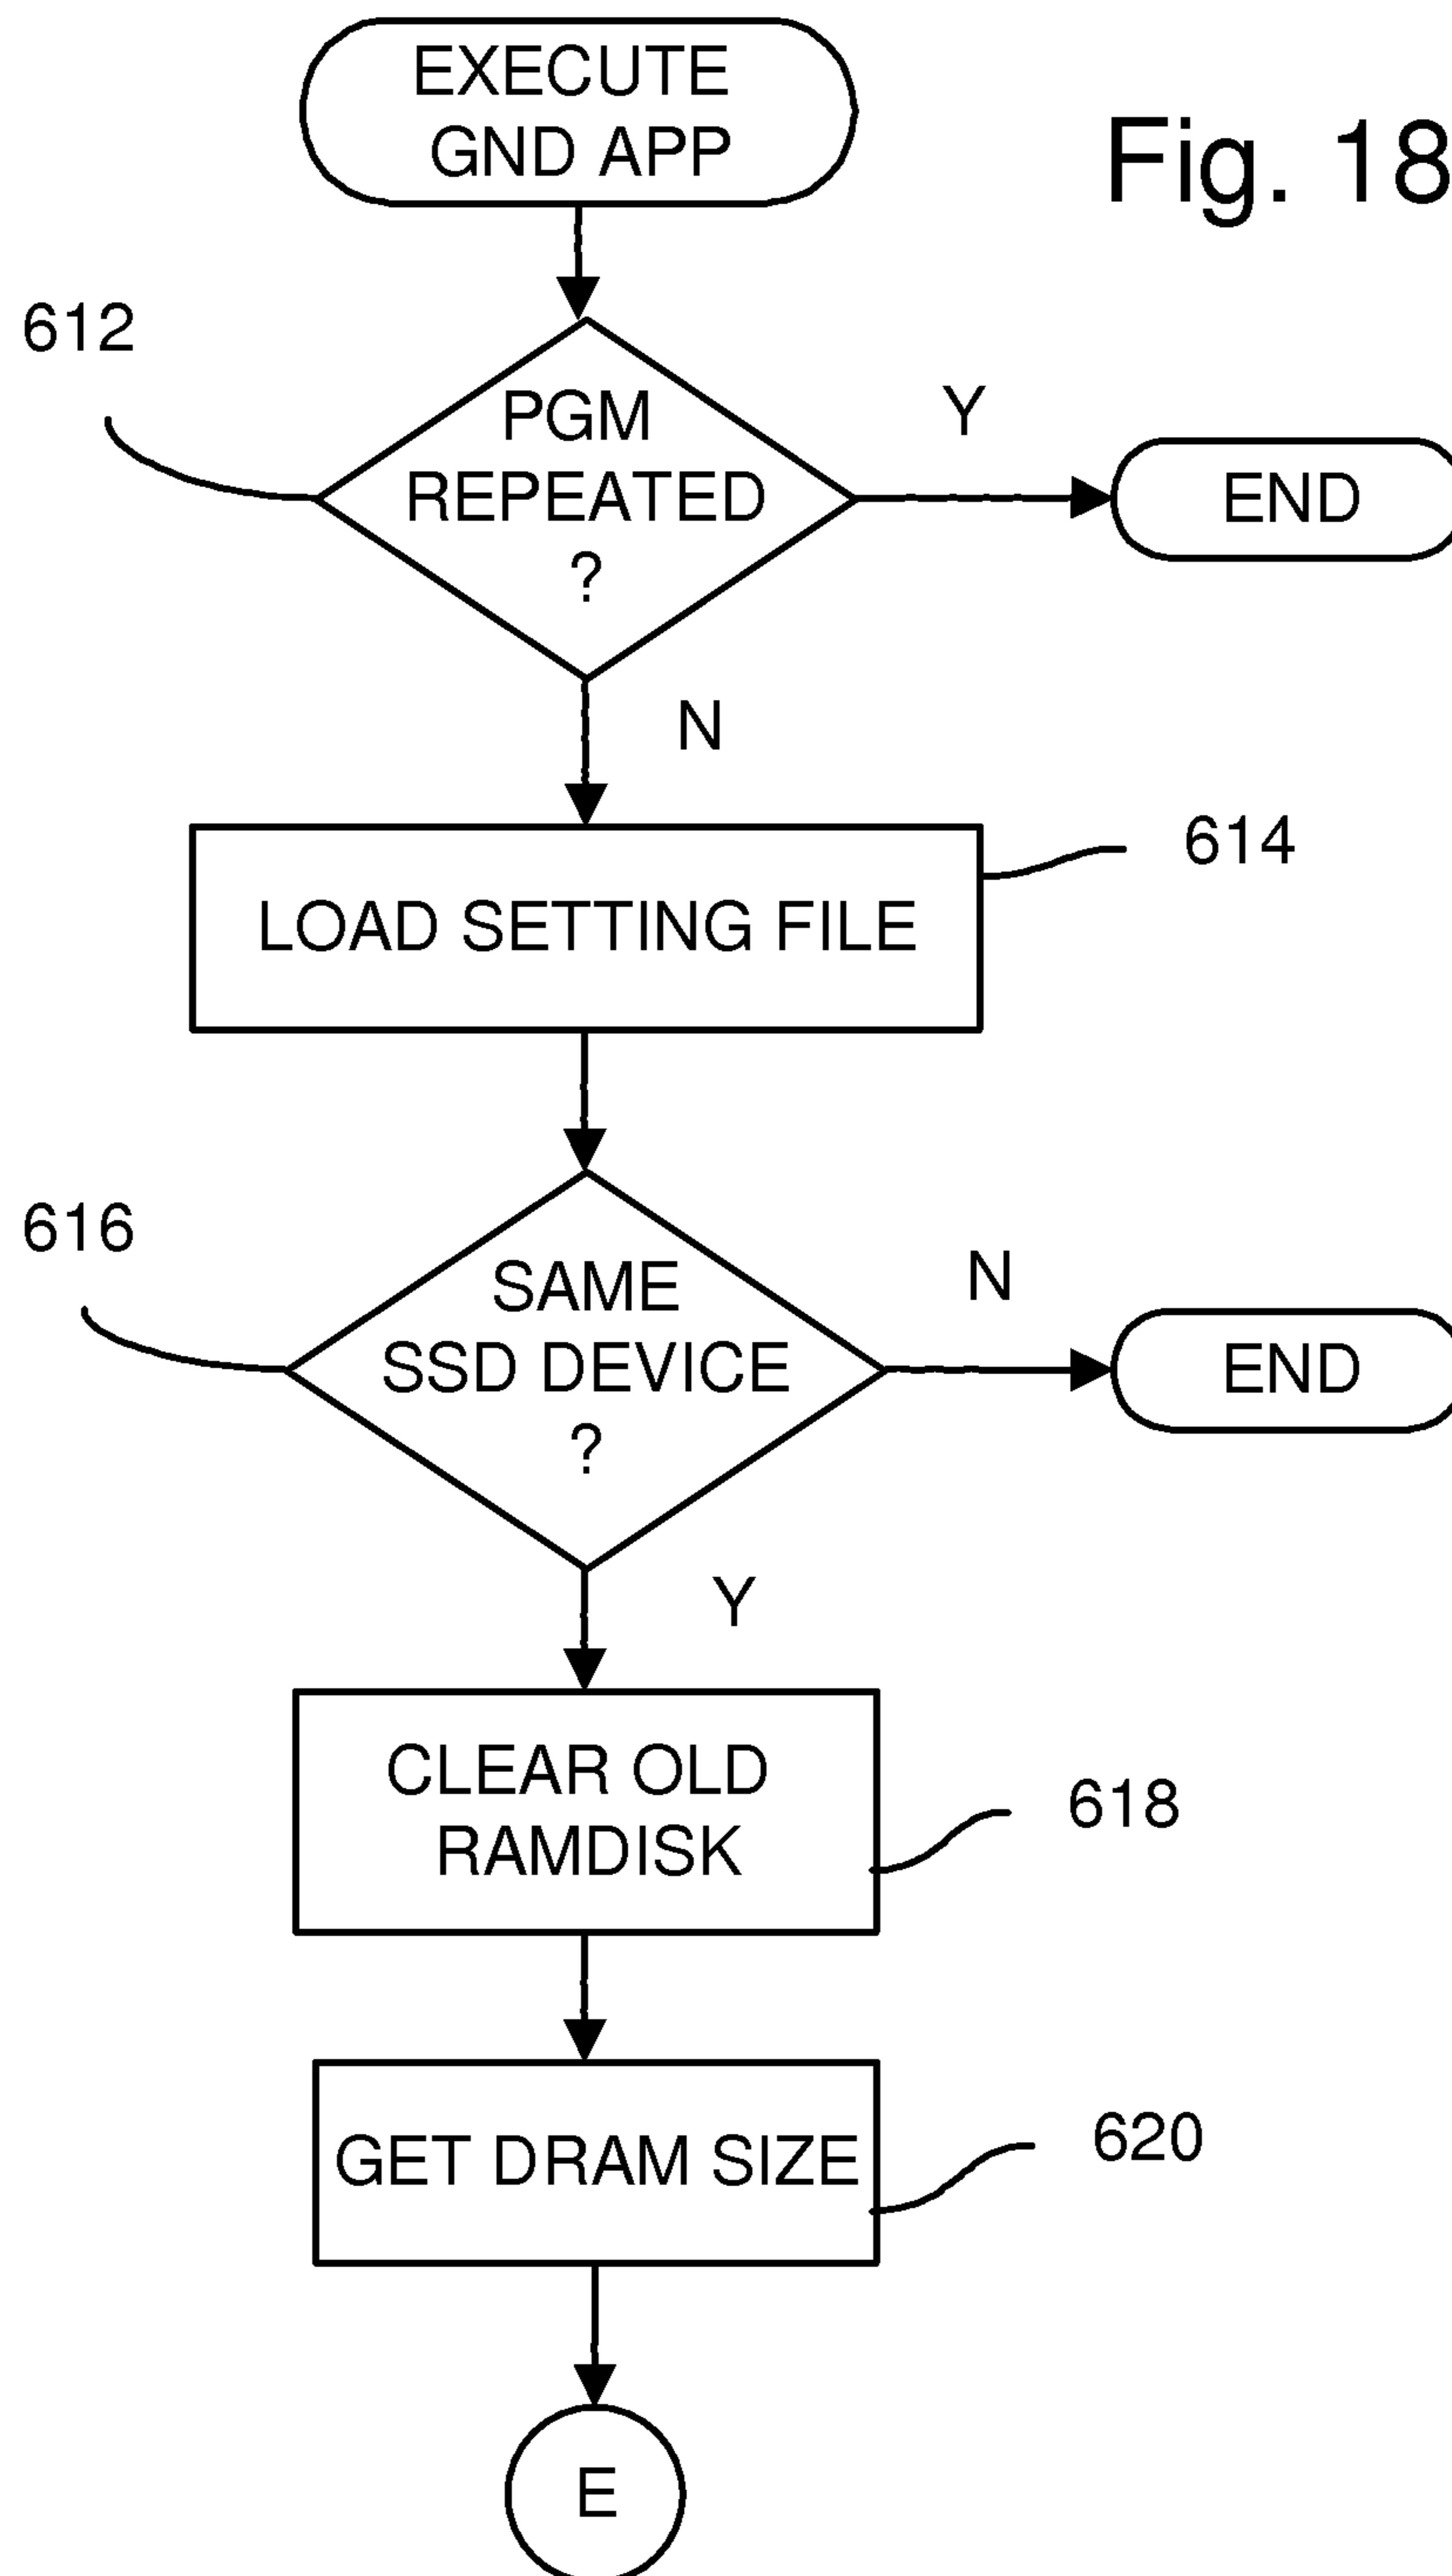 EXECUTE
GND APP
Fig. 18
612
PGM
REPEATED
?
Y
END
N
614
LOAD SETTING FILE
616
SAME
SSD DEVICE
?
N
END
Y
CLEAR OLD
RAMDISK
618
GET DRAM SIZE
620
E